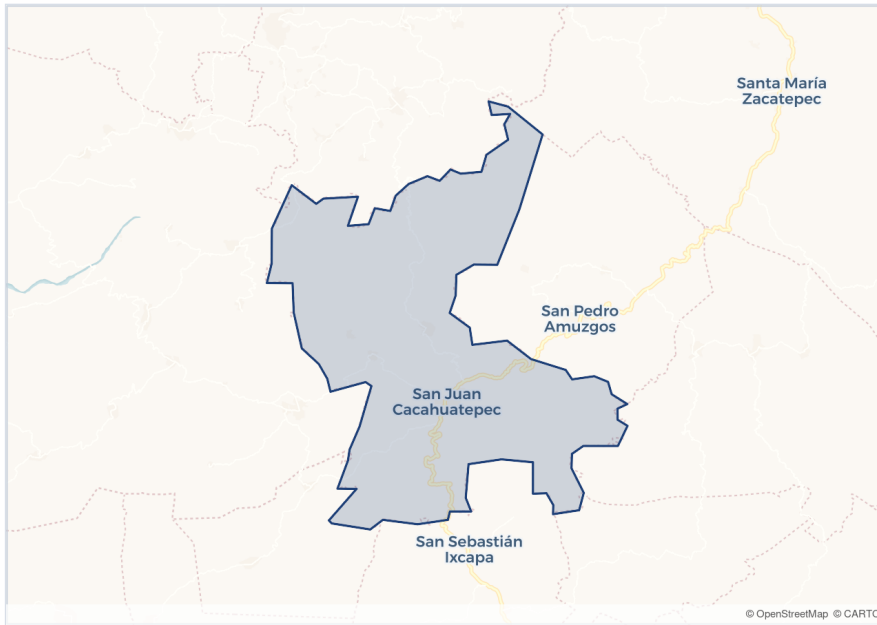 Santa María
Zacatepec
San Pedro
Amuzgos
San Juan
Cacahuatepec
San Sebastián
Ixcapa
© OpenStreetMap © CARTO